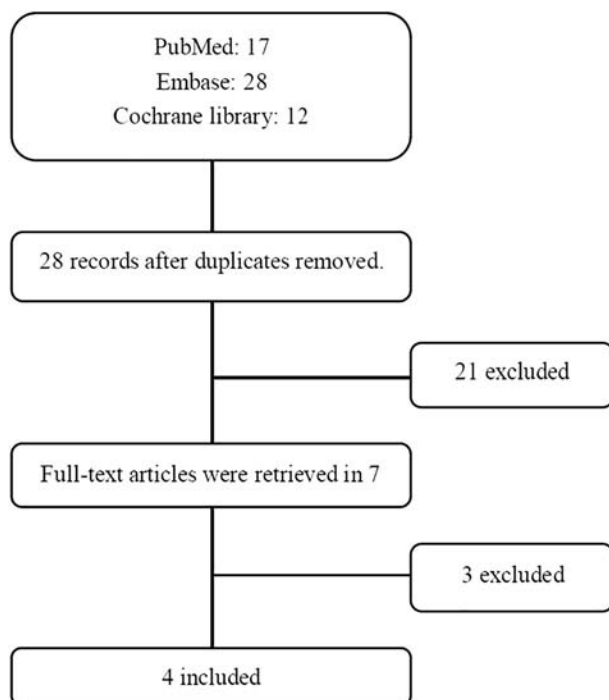 PubMed: 17
Embase: 28
Cochrane library: 12
28 records after duplicates removed.
21 excluded
Full-text articles were retrieved in 7
3 excluded
4 included